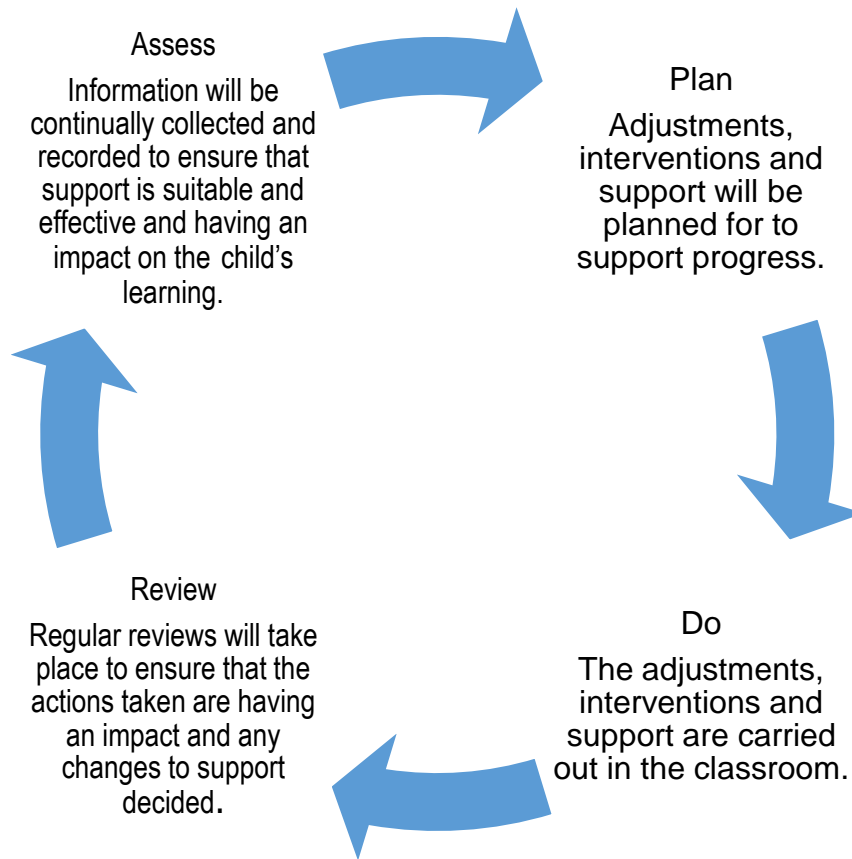 Assess
Information will be
continually collected and
recorded to ensure that
support is suitable and
effective and having an
impact on the child's
learning.
Plan
Adjustments,
interventions and
support will be
planned for to
support progress.
Do
The adjustments,
interventions and
support are carried
out in the classroom.
Review
Regular reviews will take
place to ensure that the
actions taken are having
an impact and any
changes to support
decided.